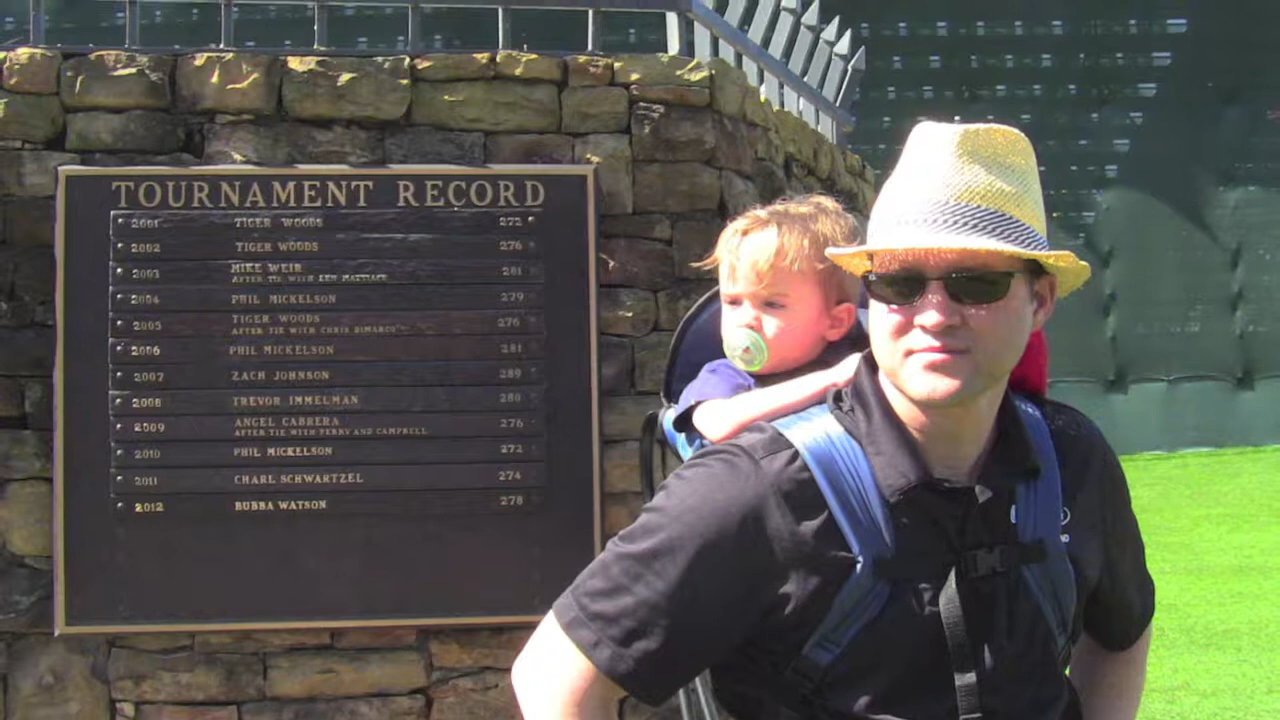 TOURNAMENT RECORD
2001 TIGER WOODS 272
2002 TIGER WOODS 276
2003 MIKE WEIR 281
AFTER TIE WITH LEN MATTIACE
2004 PHIL MICKELSON 279
2005 TIGER WOODS 276
AFTER TIE WITH CHRIS DIMARCO
2006 PHIL MICKELSON 281
2007 ZACH JOHNSON 289
2008 TREVOR IMMELMAN 280
2009 ANGEL CABRERA 276
AFTER TIE WITH PERRY AND CAMPBELL
2010 PHIL MICKELSON 272
2011 CHARL SCHWARTZEL 274
2012 BUBBA WATSON 278